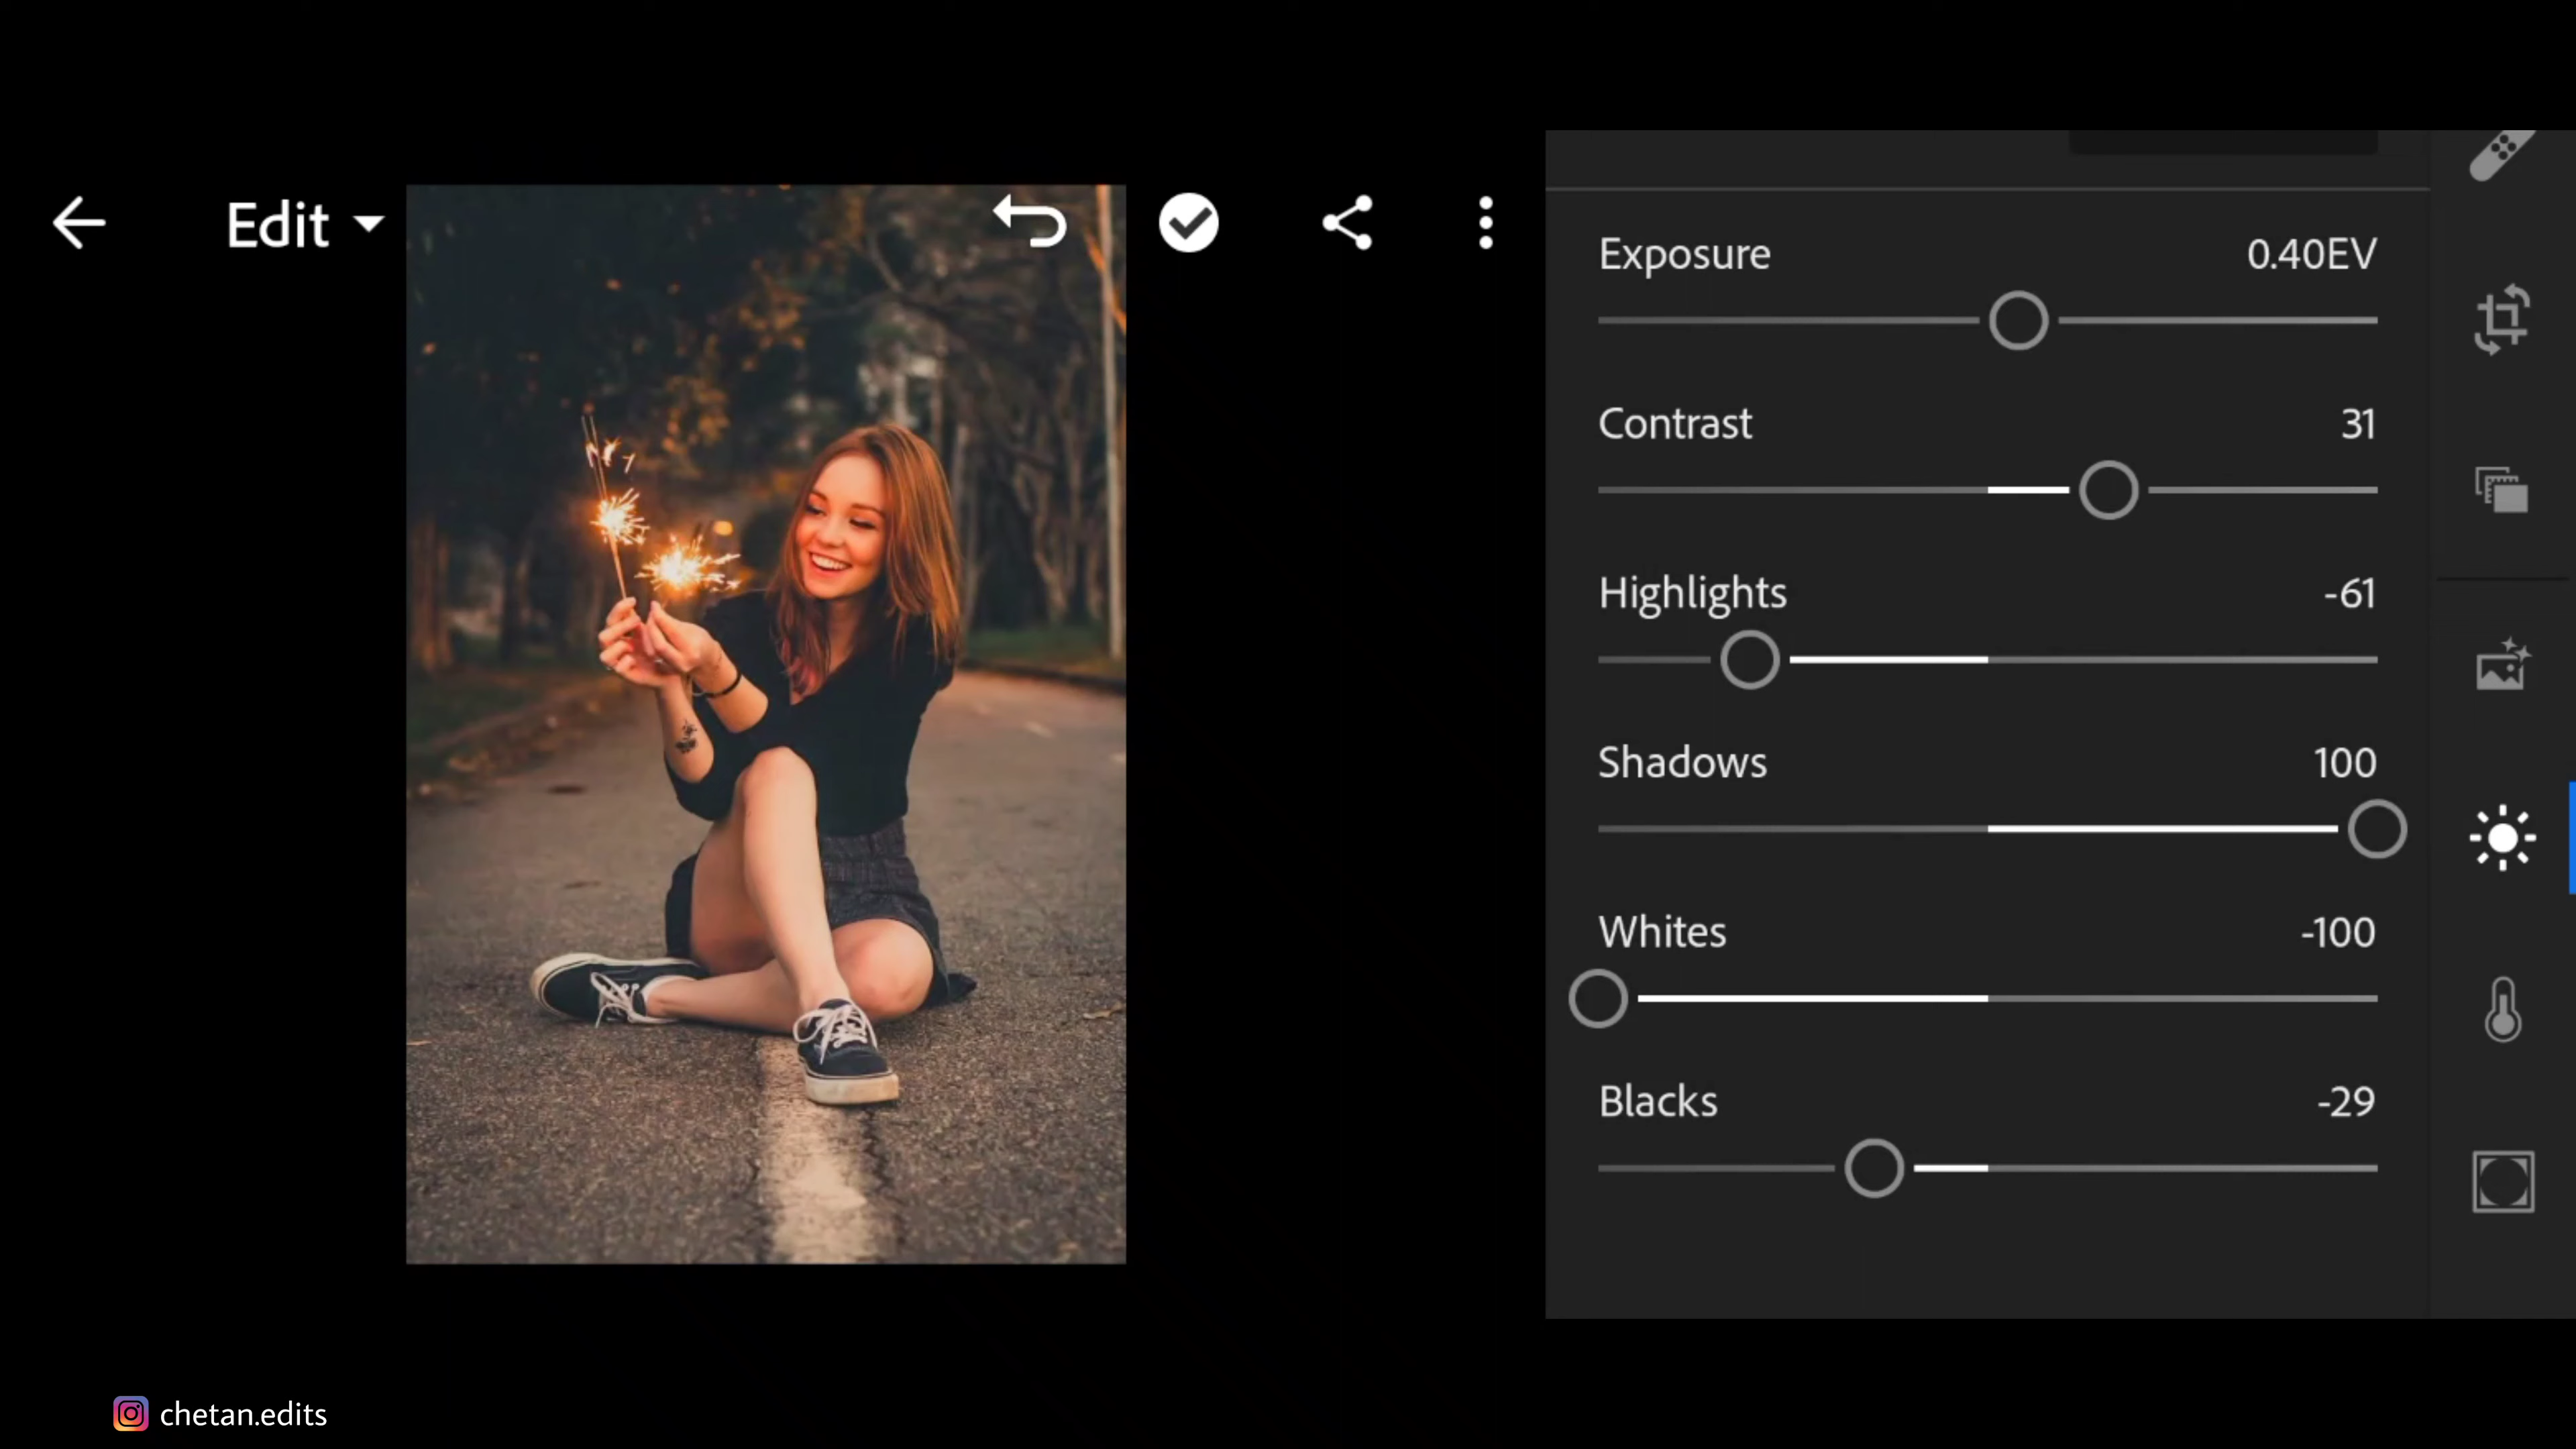 Edit
Exposure 0.40EV
Contrast 31
Highlights -61
Shadows 100
Whites -100
Blacks -29
chetan.edits